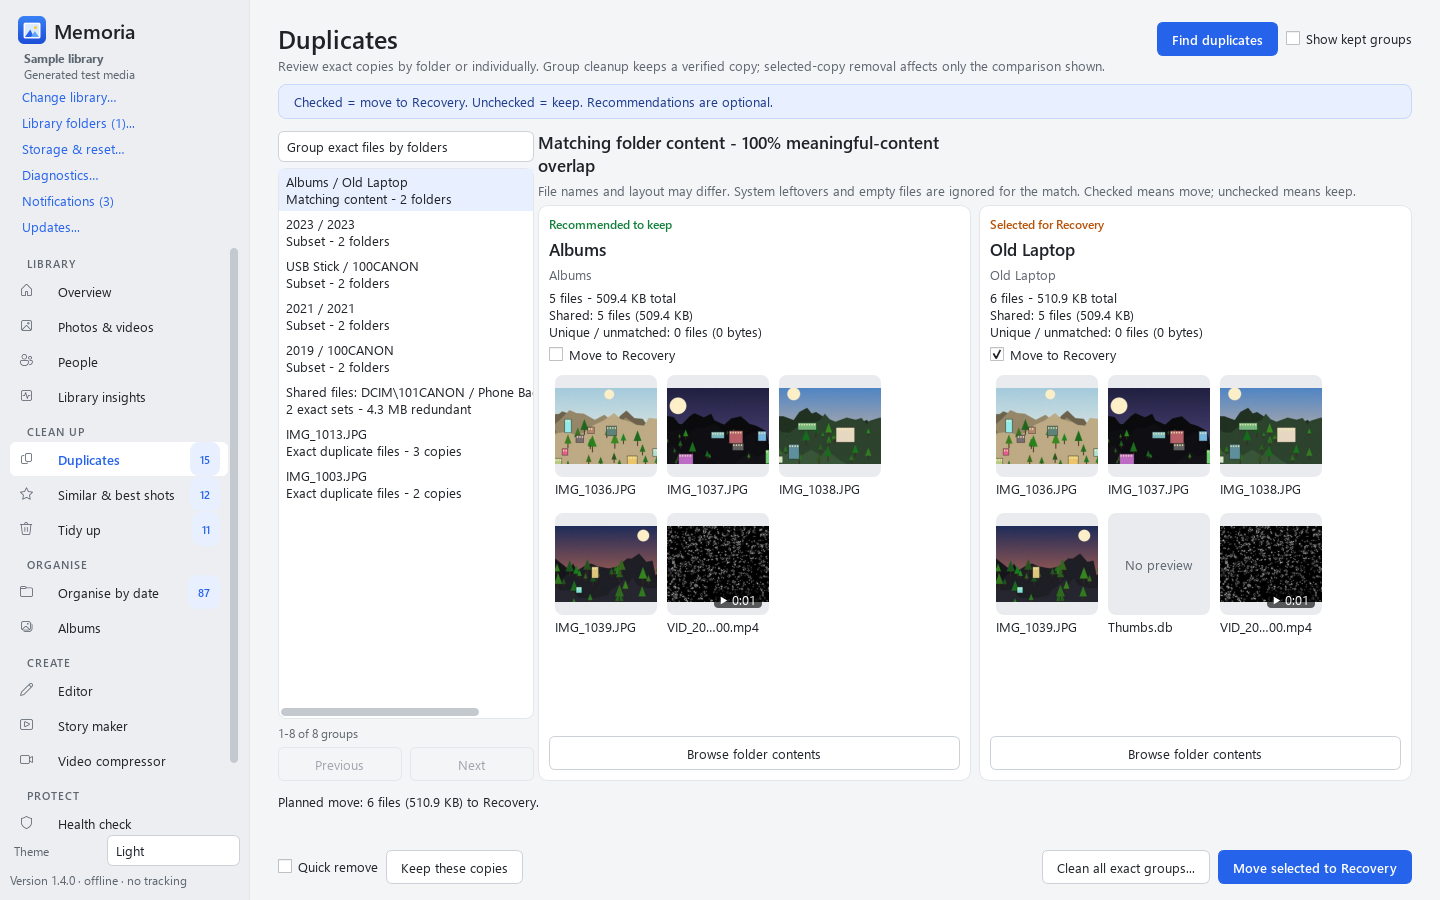 Memoria
Sample library
Generated test media
Change library...
Library folders (1)...
Storage & reset...
Diagnostics...
Notifications (3)
Updates...
LIBRARY
Overview
Photos & videos
People
Library insights
CLEAN UP
Duplicates 15
Similar & best shots 12
Tidy up 11
ORGANISE
Organise by date 87
Albums
CREATE
Editor
Story maker
Video compressor
PROTECT
Health check
Theme Light
Version 1.4.0 · offline · no tracking
Duplicates
Find duplicates
Show kept groups
Review exact copies by folder or individually. Group cleanup keeps a verified copy; selected-copy removal affects only the comparison shown.
Checked = move to Recovery. Unchecked = keep. Recommendations are optional.
Group exact files by folders
Albums / Old Laptop
Matching content - 2 folders
2023 / 2023
Subset - 2 folders
USB Stick / 100CANON
Subset - 2 folders
2021 / 2021
Subset - 2 folders
2019 / 100CANON
Subset - 2 folders
Shared files: DCIM\101CANON / Phone Ba
2 exact sets - 4.3 MB redundant
IMG_1013.JPG
Exact duplicate files - 3 copies
IMG_1003.JPG
Exact duplicate files - 2 copies
1-8 of 8 groups
Previous
Next
Matching folder content - 100% meaningful-content
overlap
File names and layout may differ. System leftovers and empty files are ignored for the match. Checked means move; unchecked means keep.
Recommended to keep
Albums
Albums
5 files - 509.4 KB total
Shared: 5 files (509.4 KB)
Unique / unmatched: 0 files (0 bytes)
Move to Recovery
IMG_1036.JPG
IMG_1037.JPG
IMG_1038.JPG
0:01
IMG_1039.JPG
VID_20...00.mp4
Browse folder contents
Selected for Recovery
Old Laptop
Old Laptop
6 files - 510.9 KB total
Shared: 5 files (509.4 KB)
Unique / unmatched: 0 files (0 bytes)
Move to Recovery
IMG_1036.JPG
IMG_1037.JPG
IMG_1038.JPG
No preview
0:01
IMG_1039.JPG
Thumbs.db
VID_20...00.mp4
Browse folder contents
Planned move: 6 files (510.9 KB) to Recovery.
Quick remove
Keep these copies
Clean all exact groups...
Move selected to Recovery